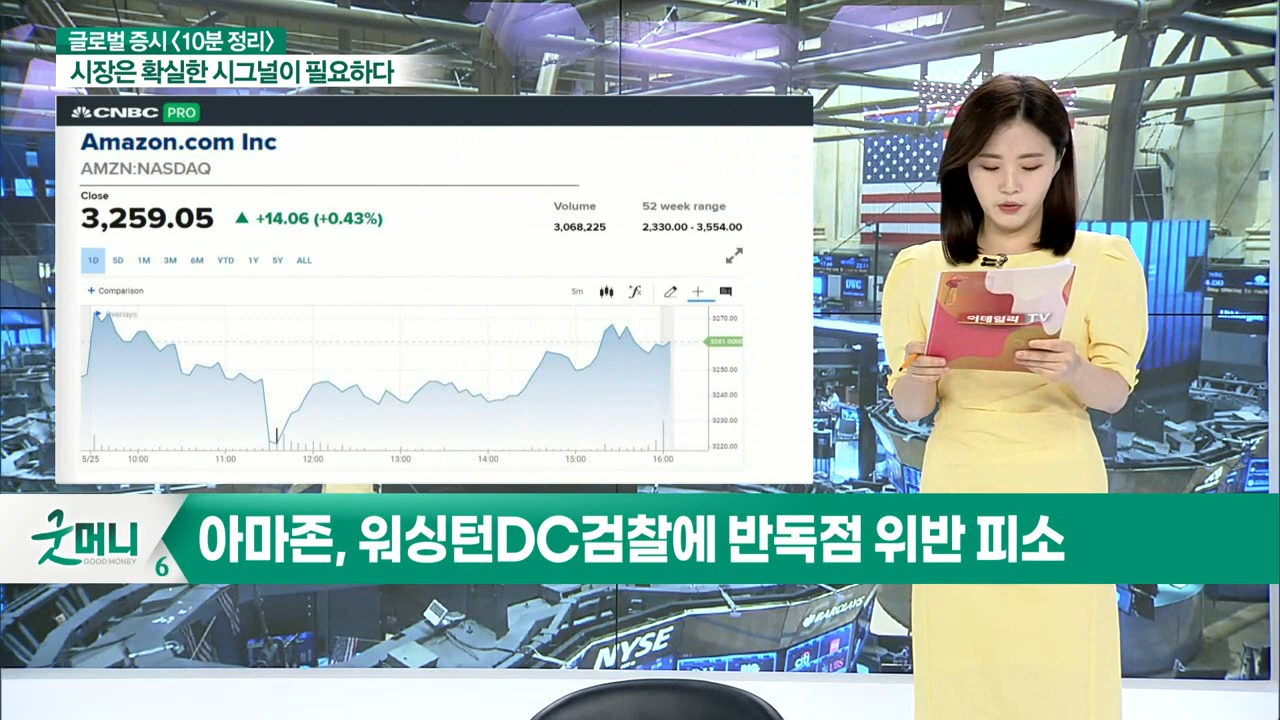 글로벌 증시 <10분 정리>
시장은 확실한 시그널이 필요하다
CNBC PRO
Amazon.com Inc
AMZN:NASDAQ
Close
3,259.05 ▲ +14.06 (+0.43%)
Volume
3,068,225
52 week range
2,330.00 - 3,554.00
1D 5D 1M 3M 6M YTD 1Y 5Y ALL
+ Comparison
5m
Overlays
3270.00
3261.0000
3250.00
3240.00
3230.00
3220.00
5/25 10:00 11:00 12:00 13:00 14:00 15:00 16:00
이데일리 TV
굿머니
GOOD MONEY
6
아마존, 워싱턴DC검찰에 반독점 위반 피소
NYSE
BARCLAYS
citi
UBS
DTC